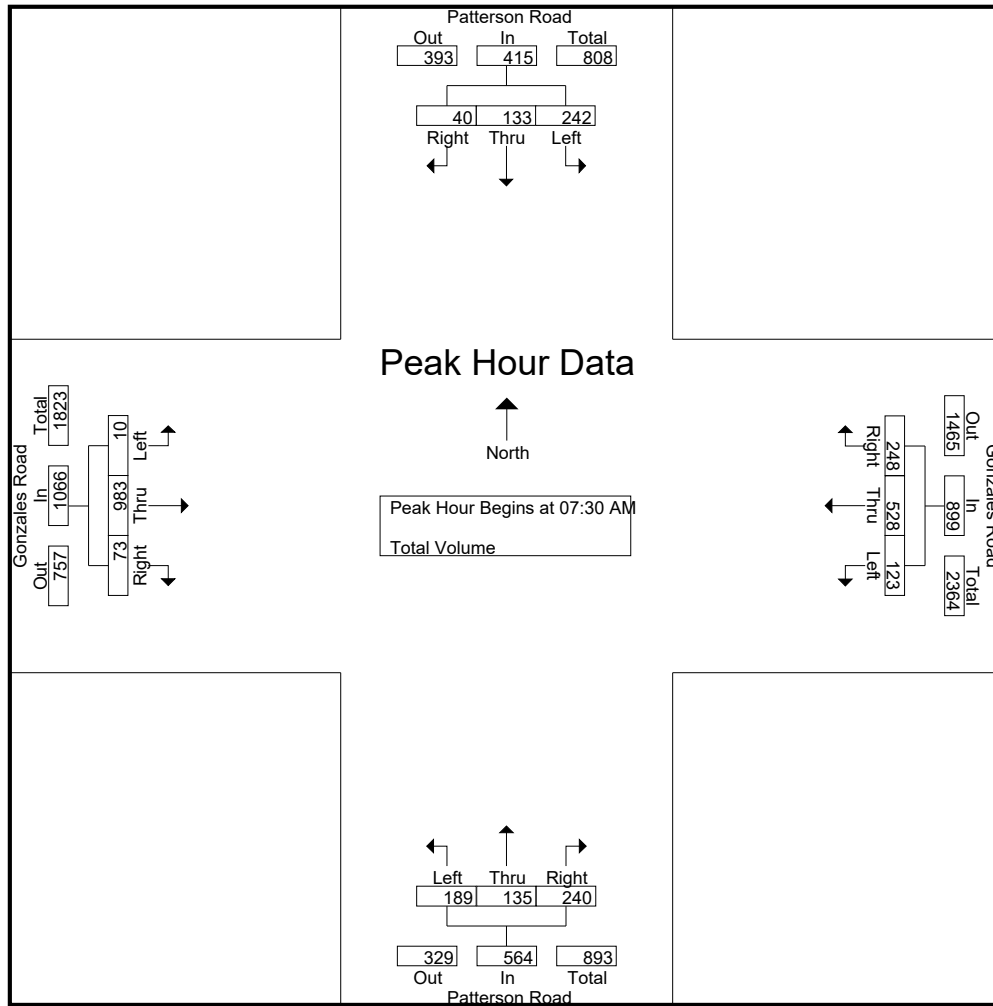 Patterson Road
Out In Total
393 415 808
40 133 242
Right Thru Left
Peak Hour Data
North
Peak Hour Begins at 07:30 AM
Total Volume
Gonzales Road
Total In Out
1823 1066 757
10 983 73
Left Thru Right
Gonzales Road
Out In Total
1465 899 2364
248 528 123
Right Thru Left
Left Thru Right
189 135 240
329 564 893
Out In Total
Patterson Road